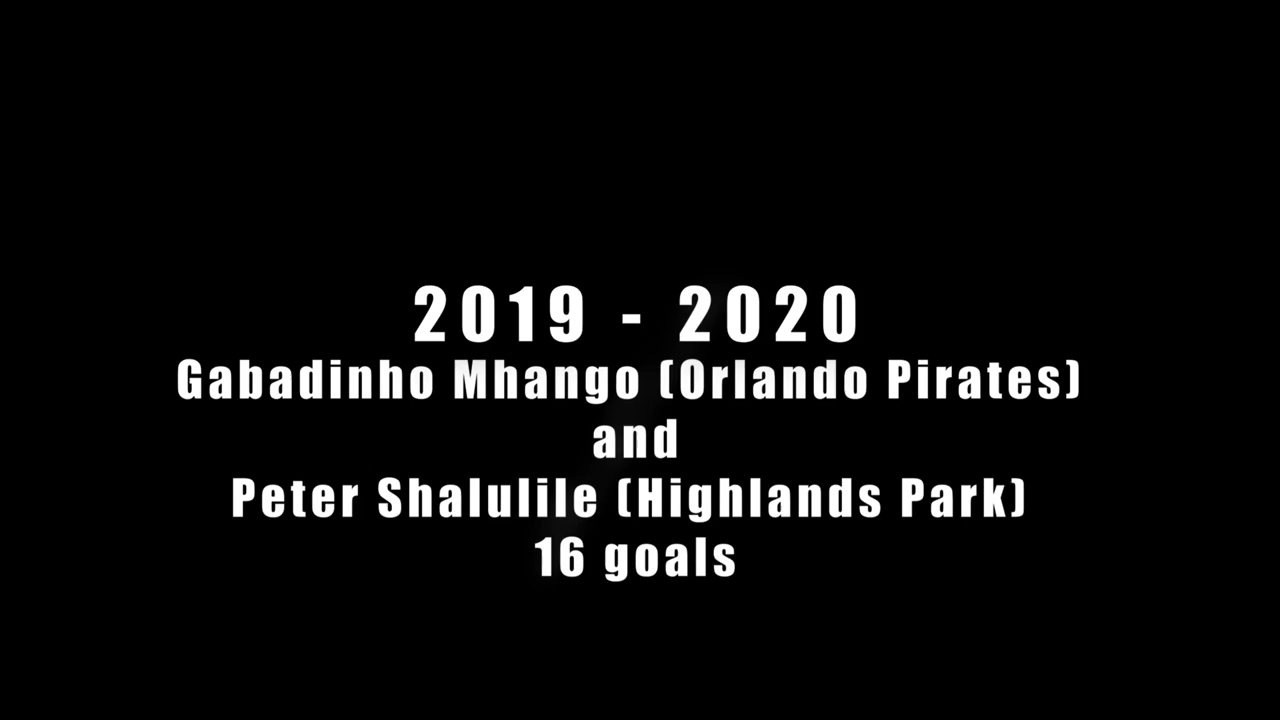 2019 - 2020
Gabadinho Mhango (Orlando Pirates)
and
Peter Shalulile (Highlands Park)
16 goals